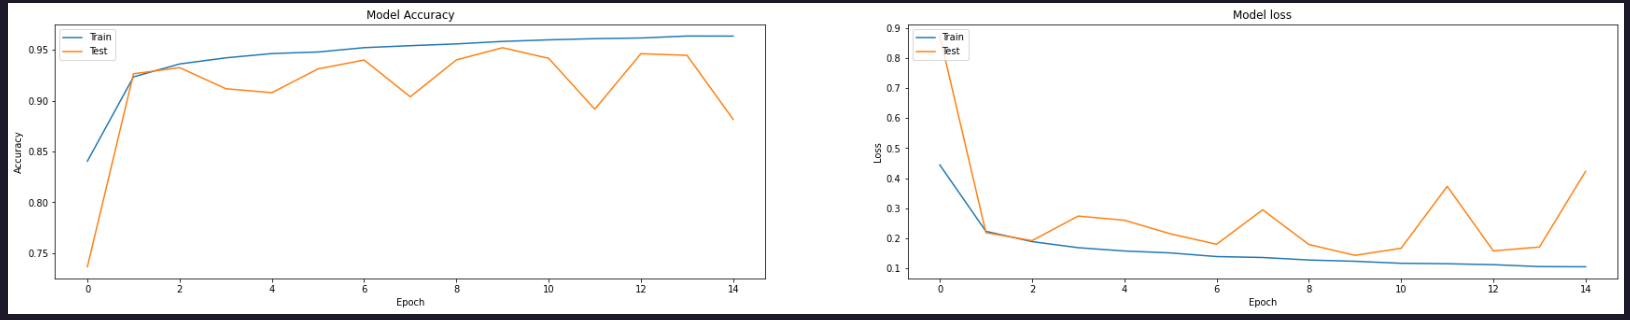 Model Accuracy
Train
Test
0.95
0.90
0.85
0.80
0.75
Accuracy
0 2 4 6 8 10 12 14
Epoch
Model loss
Train
Test
0.9
0.8
0.7
0.6
0.5
0.4
0.3
0.2
0.1
Loss
0 2 4 6 8 10 12 14
Epoch